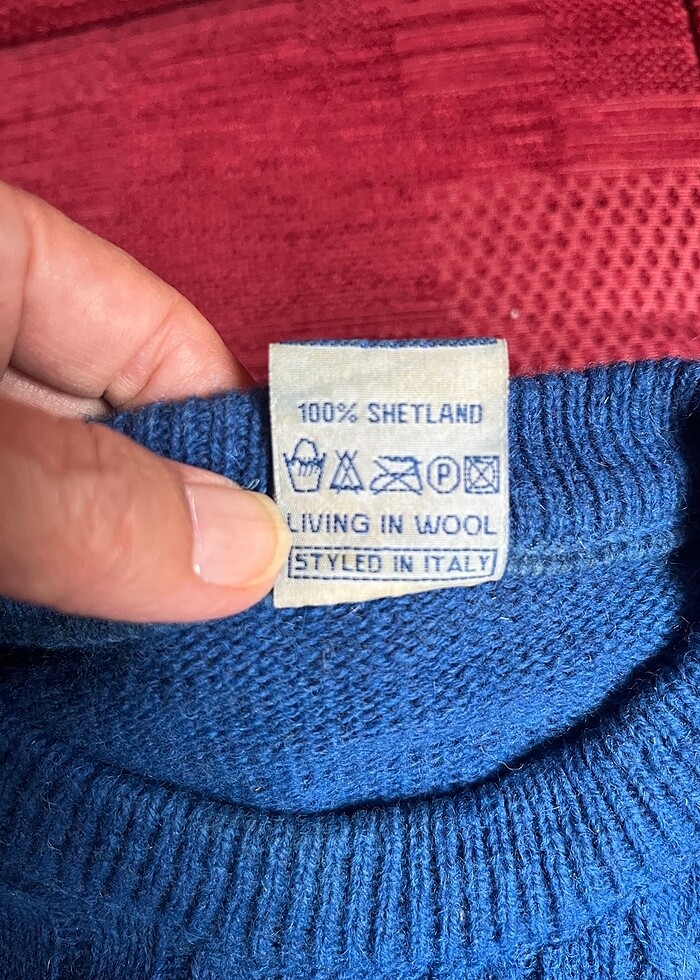 100% SHETLAND
P
LIVING IN WOOL
STYLED IN ITALY